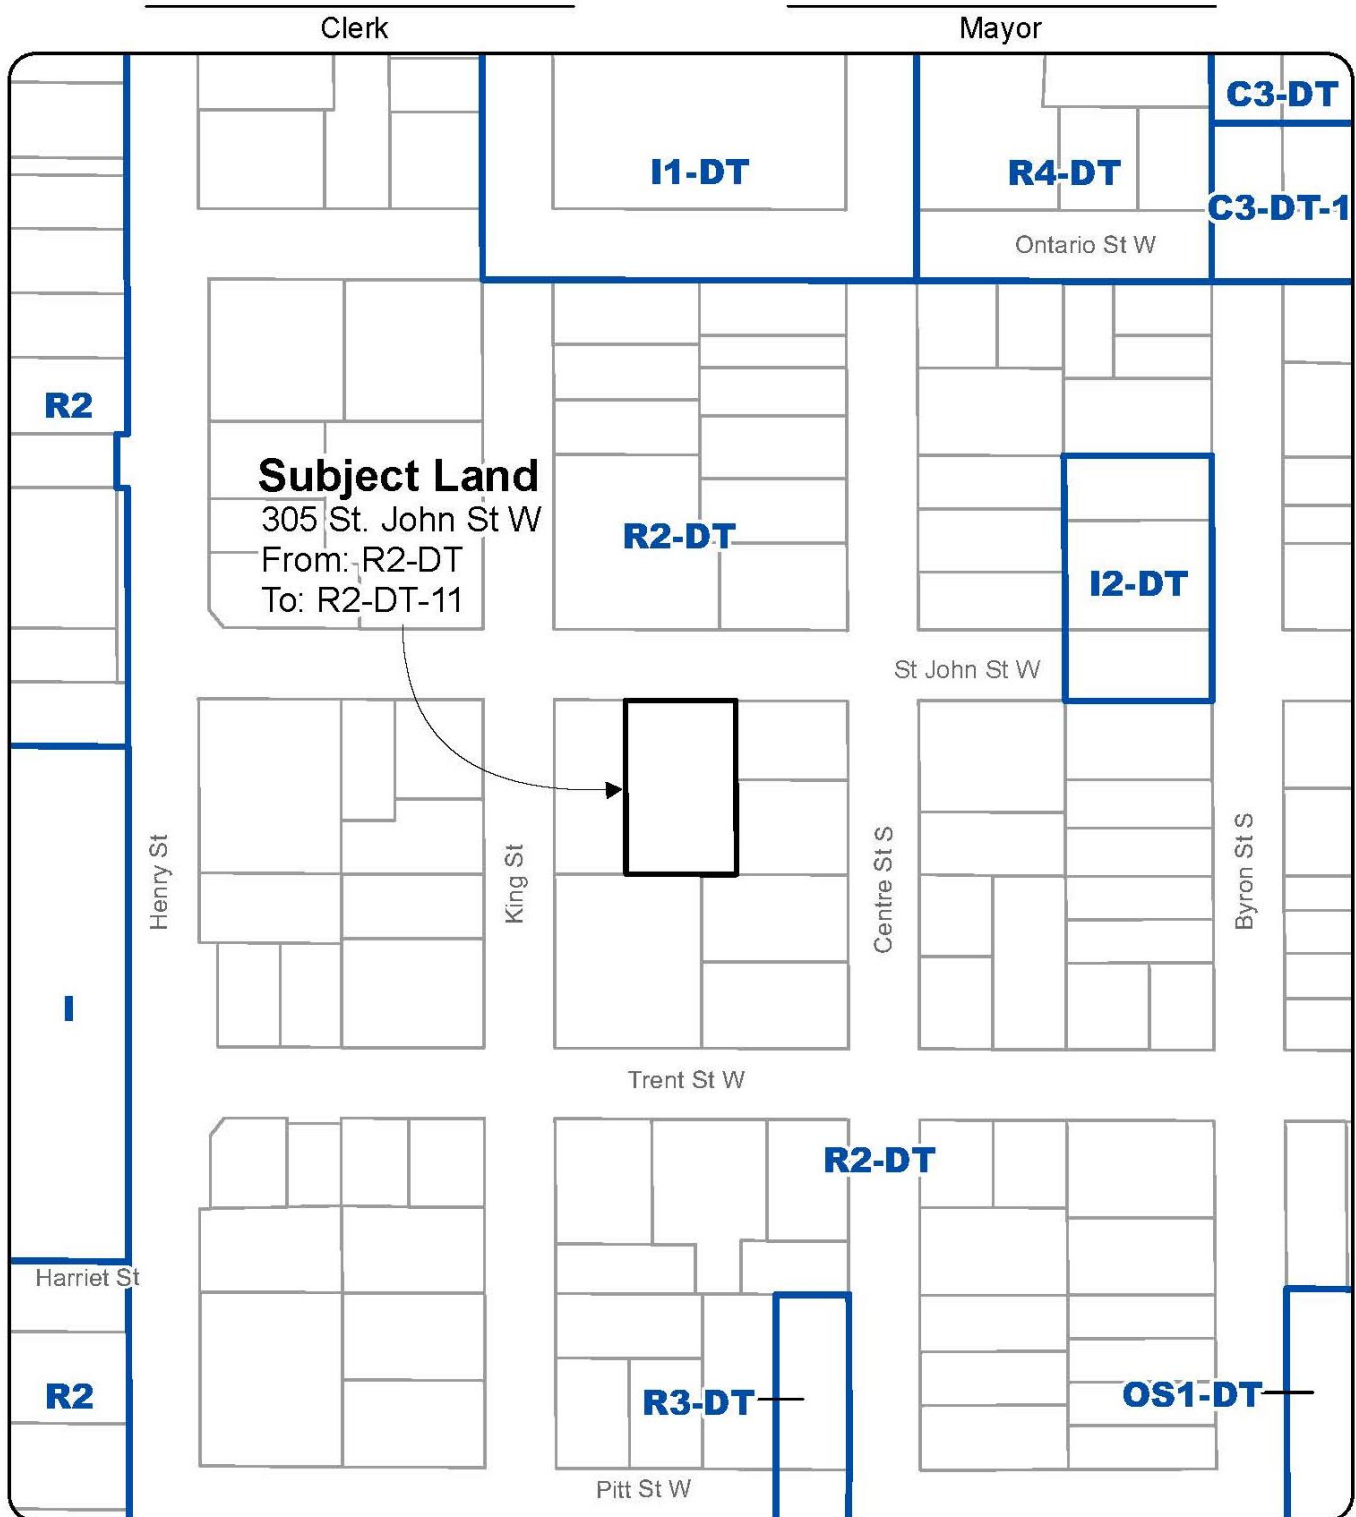 Clerk
Mayor
C3-DT
I1-DT
R4-DT
C3-DT-1
Ontario St W
R2
Subject Land
305 St. John St W
From: R2-DT
To: R2-DT-11
R2-DT
I2-DT
St John St W
Henry St
King St
Centre St S
Byron St S
I
Trent St W
R2-DT
Harriet St
R2
R3-DT
OS1-DT
Pitt St W